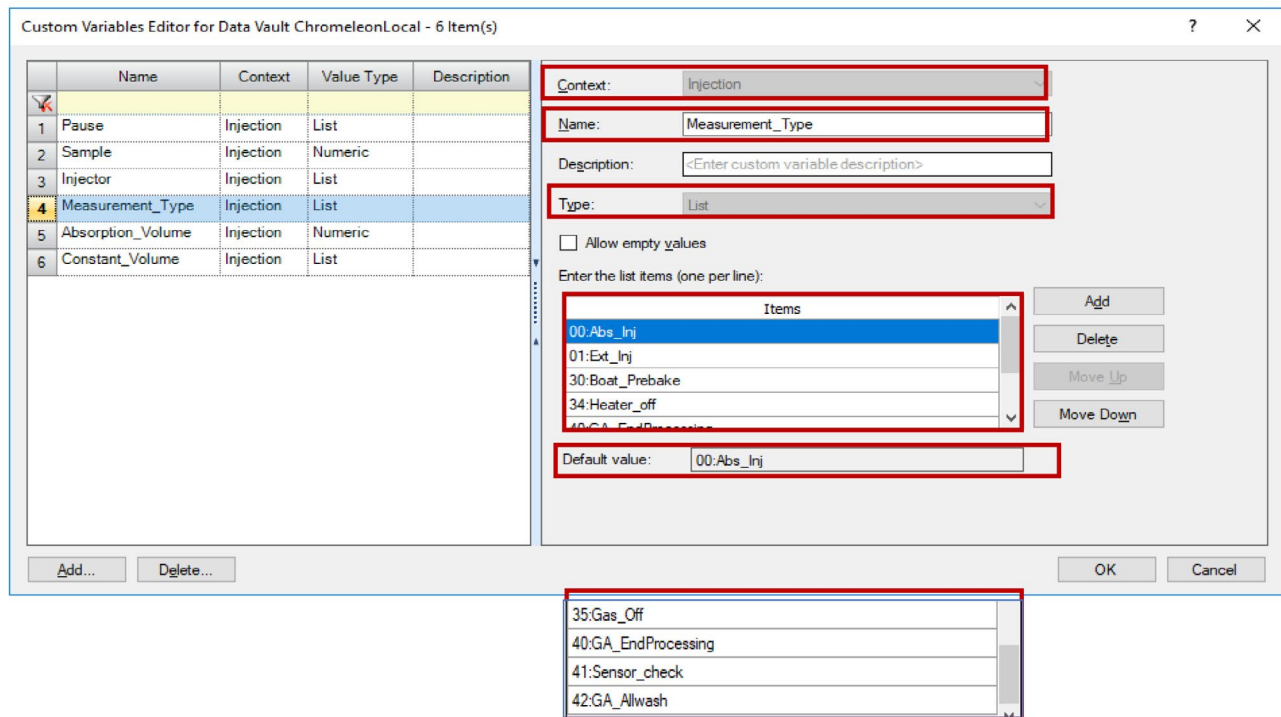 Custom Variables Editor for Data Vault ChromeleonLocal - 6 Item(s)
?
Name Context Value Type Description
1 Pause Injection List
2 Sample Injection Numeric
3 Injector Injection List
4 Measurement_Type Injection List
5 Absorption_Volume Injection Numeric
6 Constant_Volume Injection List
Add... Delete...
Context: Injection
Name: Measurement_Type
Description: <Enter custom variable description>
Type: List
Allow empty values
Enter the list items (one per line):
Items
00:Abs_Inj
01:Ext_Inj
30:Boat_Prebake
34:Heater_off
40:GA_EndProcessing
Add
Delete
Move Up
Move Down
Default value: 00:Abs_Inj
OK Cancel
35:Gas_Off
40:GA_EndProcessing
41:Sensor_check
42:GA_Allwash